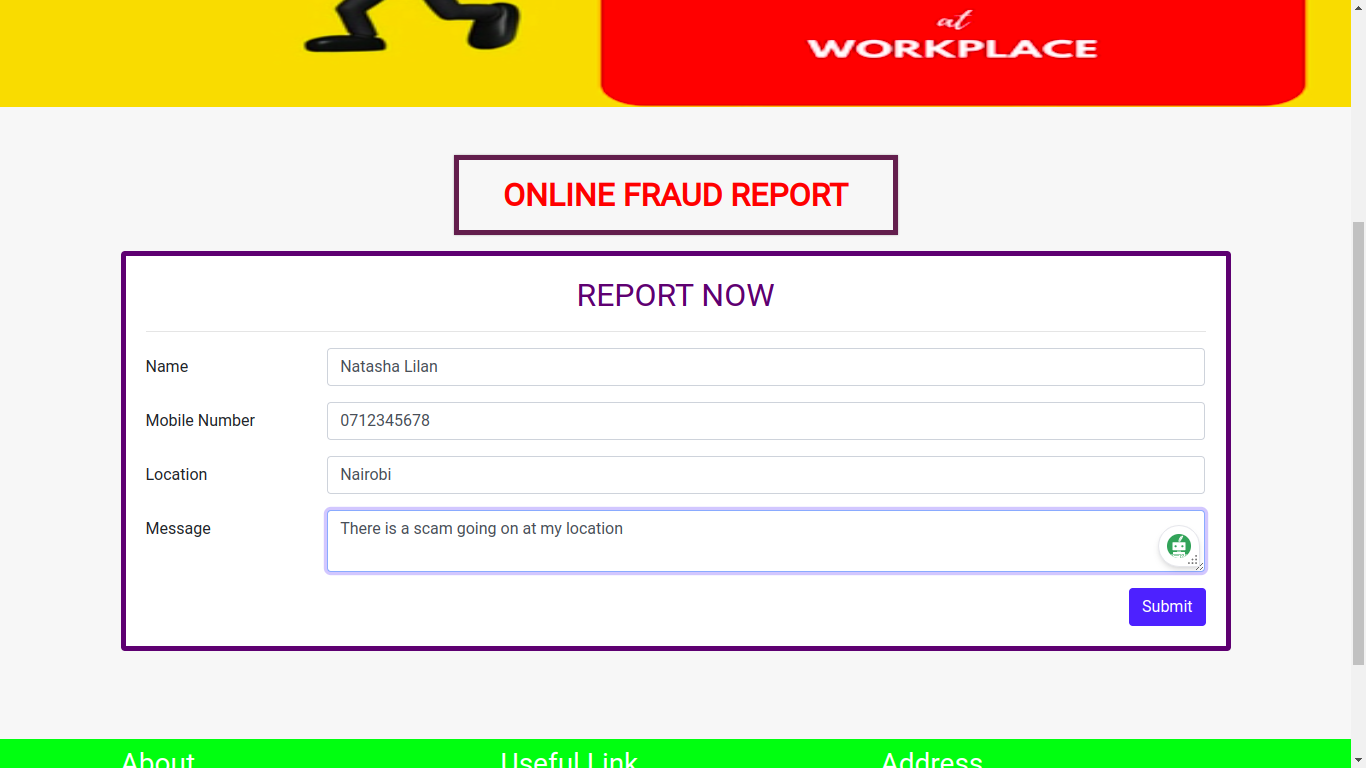 at
WORKPLACE
ONLINE FRAUD REPORT
REPORT NOW
Name
Natasha Lilan
Mobile Number
0712345678
Location
Nairobi
Message
There is a scam going on at my location
Submit
About
Useful Link
Address